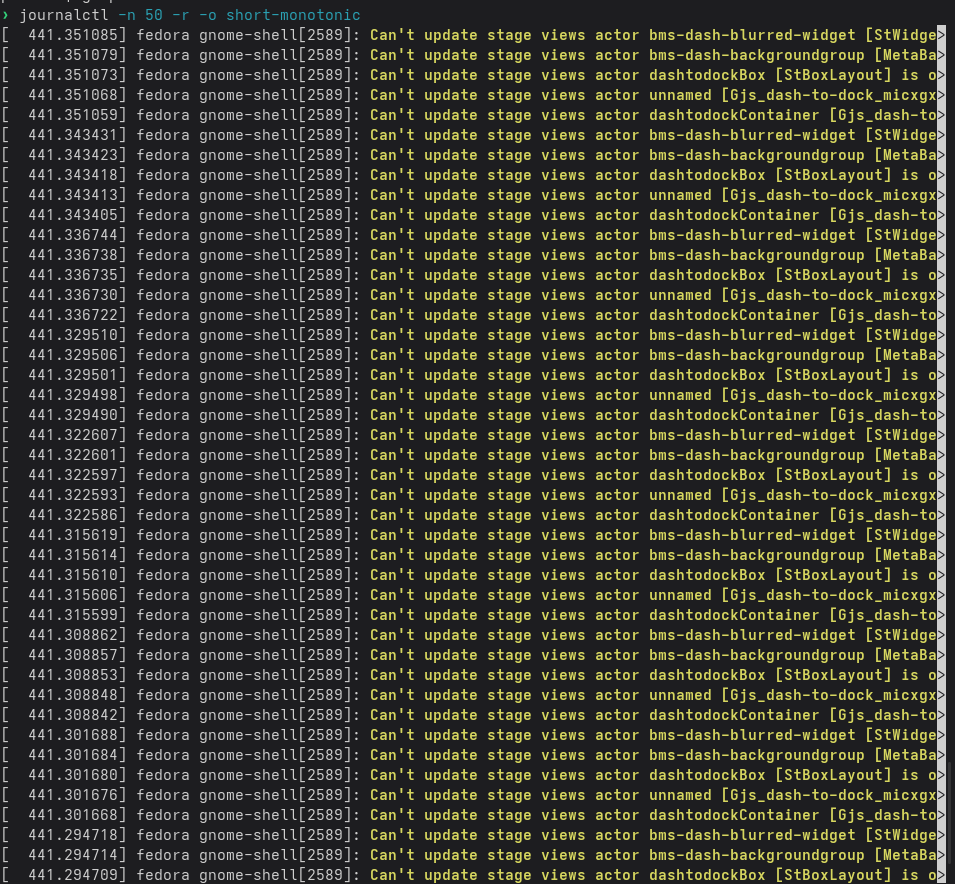 ❯ journalctl -n 50 -r -o short-monotonic
[  441.351085] fedora gnome-shell[2589]: Can't update stage views actor bms-dash-blurred-widget [StWidge>
[  441.351079] fedora gnome-shell[2589]: Can't update stage views actor bms-dash-backgroundgroup [MetaBa>
[  441.351073] fedora gnome-shell[2589]: Can't update stage views actor dashtodockBox [StBoxLayout] is o>
[  441.351068] fedora gnome-shell[2589]: Can't update stage views actor unnamed [Gjs_dash-to-dock_micxgx>
[  441.351059] fedora gnome-shell[2589]: Can't update stage views actor dashtodockContainer [Gjs_dash-to>
[  441.343431] fedora gnome-shell[2589]: Can't update stage views actor bms-dash-blurred-widget [StWidge>
[  441.343423] fedora gnome-shell[2589]: Can't update stage views actor bms-dash-backgroundgroup [MetaBa>
[  441.343418] fedora gnome-shell[2589]: Can't update stage views actor dashtodockBox [StBoxLayout] is o>
[  441.343413] fedora gnome-shell[2589]: Can't update stage views actor unnamed [Gjs_dash-to-dock_micxgx>
[  441.343405] fedora gnome-shell[2589]: Can't update stage views actor dashtodockContainer [Gjs_dash-to>
[  441.336744] fedora gnome-shell[2589]: Can't update stage views actor bms-dash-blurred-widget [StWidge>
[  441.336738] fedora gnome-shell[2589]: Can't update stage views actor bms-dash-backgroundgroup [MetaBa>
[  441.336735] fedora gnome-shell[2589]: Can't update stage views actor dashtodockBox [StBoxLayout] is o>
[  441.336730] fedora gnome-shell[2589]: Can't update stage views actor unnamed [Gjs_dash-to-dock_micxgx>
[  441.336722] fedora gnome-shell[2589]: Can't update stage views actor dashtodockContainer [Gjs_dash-to>
[  441.329510] fedora gnome-shell[2589]: Can't update stage views actor bms-dash-blurred-widget [StWidge>
[  441.329506] fedora gnome-shell[2589]: Can't update stage views actor bms-dash-backgroundgroup [MetaBa>
[  441.329501] fedora gnome-shell[2589]: Can't update stage views actor dashtodockBox [StBoxLayout] is o>
[  441.329498] fedora gnome-shell[2589]: Can't update stage views actor unnamed [Gjs_dash-to-dock_micxgx>
[  441.329490] fedora gnome-shell[2589]: Can't update stage views actor dashtodockContainer [Gjs_dash-to>
[  441.322607] fedora gnome-shell[2589]: Can't update stage views actor bms-dash-blurred-widget [StWidge>
[  441.322601] fedora gnome-shell[2589]: Can't update stage views actor bms-dash-backgroundgroup [MetaBa>
[  441.322597] fedora gnome-shell[2589]: Can't update stage views actor dashtodockBox [StBoxLayout] is o>
[  441.322593] fedora gnome-shell[2589]: Can't update stage views actor unnamed [Gjs_dash-to-dock_micxgx>
[  441.322586] fedora gnome-shell[2589]: Can't update stage views actor dashtodockContainer [Gjs_dash-to>
[  441.315619] fedora gnome-shell[2589]: Can't update stage views actor bms-dash-blurred-widget [StWidge>
[  441.315614] fedora gnome-shell[2589]: Can't update stage views actor bms-dash-backgroundgroup [MetaBa>
[  441.315610] fedora gnome-shell[2589]: Can't update stage views actor dashtodockBox [StBoxLayout] is o>
[  441.315606] fedora gnome-shell[2589]: Can't update stage views actor unnamed [Gjs_dash-to-dock_micxgx>
[  441.315599] fedora gnome-shell[2589]: Can't update stage views actor dashtodockContainer [Gjs_dash-to>
[  441.308862] fedora gnome-shell[2589]: Can't update stage views actor bms-dash-blurred-widget [StWidge>
[  441.308857] fedora gnome-shell[2589]: Can't update stage views actor bms-dash-backgroundgroup [MetaBa>
[  441.308853] fedora gnome-shell[2589]: Can't update stage views actor dashtodockBox [StBoxLayout] is o>
[  441.308848] fedora gnome-shell[2589]: Can't update stage views actor unnamed [Gjs_dash-to-dock_micxgx>
[  441.308842] fedora gnome-shell[2589]: Can't update stage views actor dashtodockContainer [Gjs_dash-to>
[  441.301688] fedora gnome-shell[2589]: Can't update stage views actor bms-dash-blurred-widget [StWidge>
[  441.301684] fedora gnome-shell[2589]: Can't update stage views actor bms-dash-backgroundgroup [MetaBa>
[  441.301680] fedora gnome-shell[2589]: Can't update stage views actor dashtodockBox [StBoxLayout] is o>
[  441.301676] fedora gnome-shell[2589]: Can't update stage views actor unnamed [Gjs_dash-to-dock_micxgx>
[  441.301668] fedora gnome-shell[2589]: Can't update stage views actor dashtodockContainer [Gjs_dash-to>
[  441.294718] fedora gnome-shell[2589]: Can't update stage views actor bms-dash-blurred-widget [StWidge>
[  441.294714] fedora gnome-shell[2589]: Can't update stage views actor bms-dash-backgroundgroup [MetaBa>
[  441.294709] fedora gnome-shell[2589]: Can't update stage views actor dashtodockBox [StBoxLayout] is o>